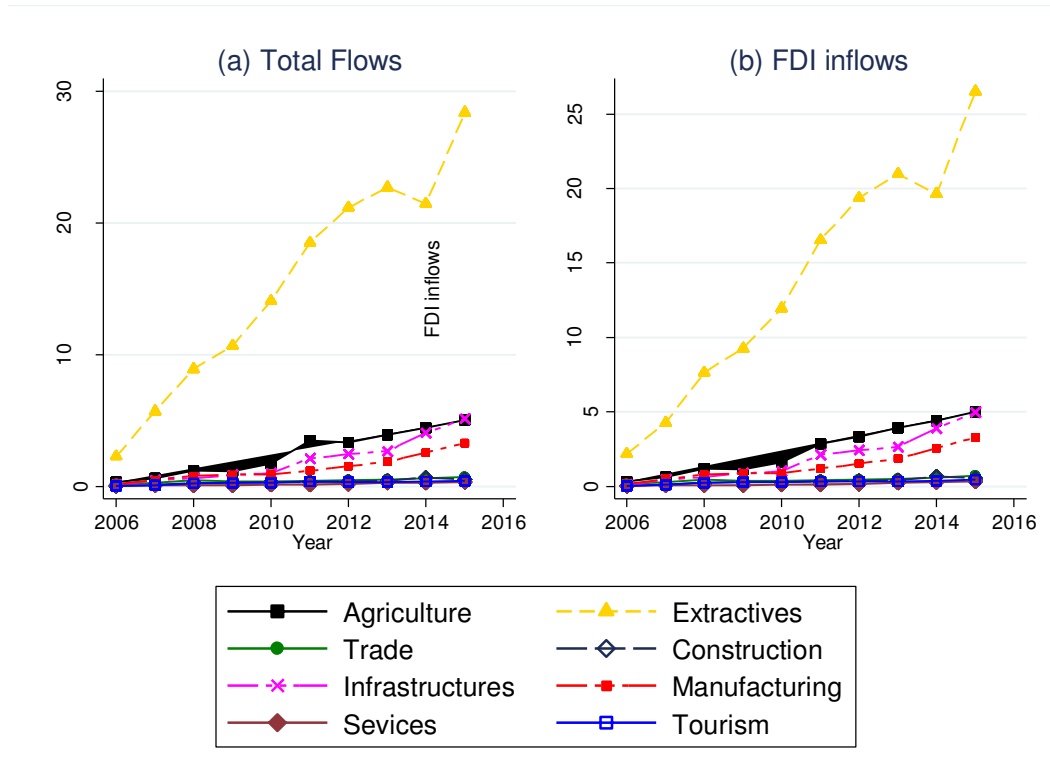 (a) Total Flows
30
20
10
0
FDI inflows
2006 2008 2010 2012 2014 2016
Year
(b) FDI inflows
25
20
15
10
5
0
2006 2008 2010 2012 2014 2016
Year
Agriculture Extractives
Trade Construction
Infrastructures Manufacturing
Sevices Tourism